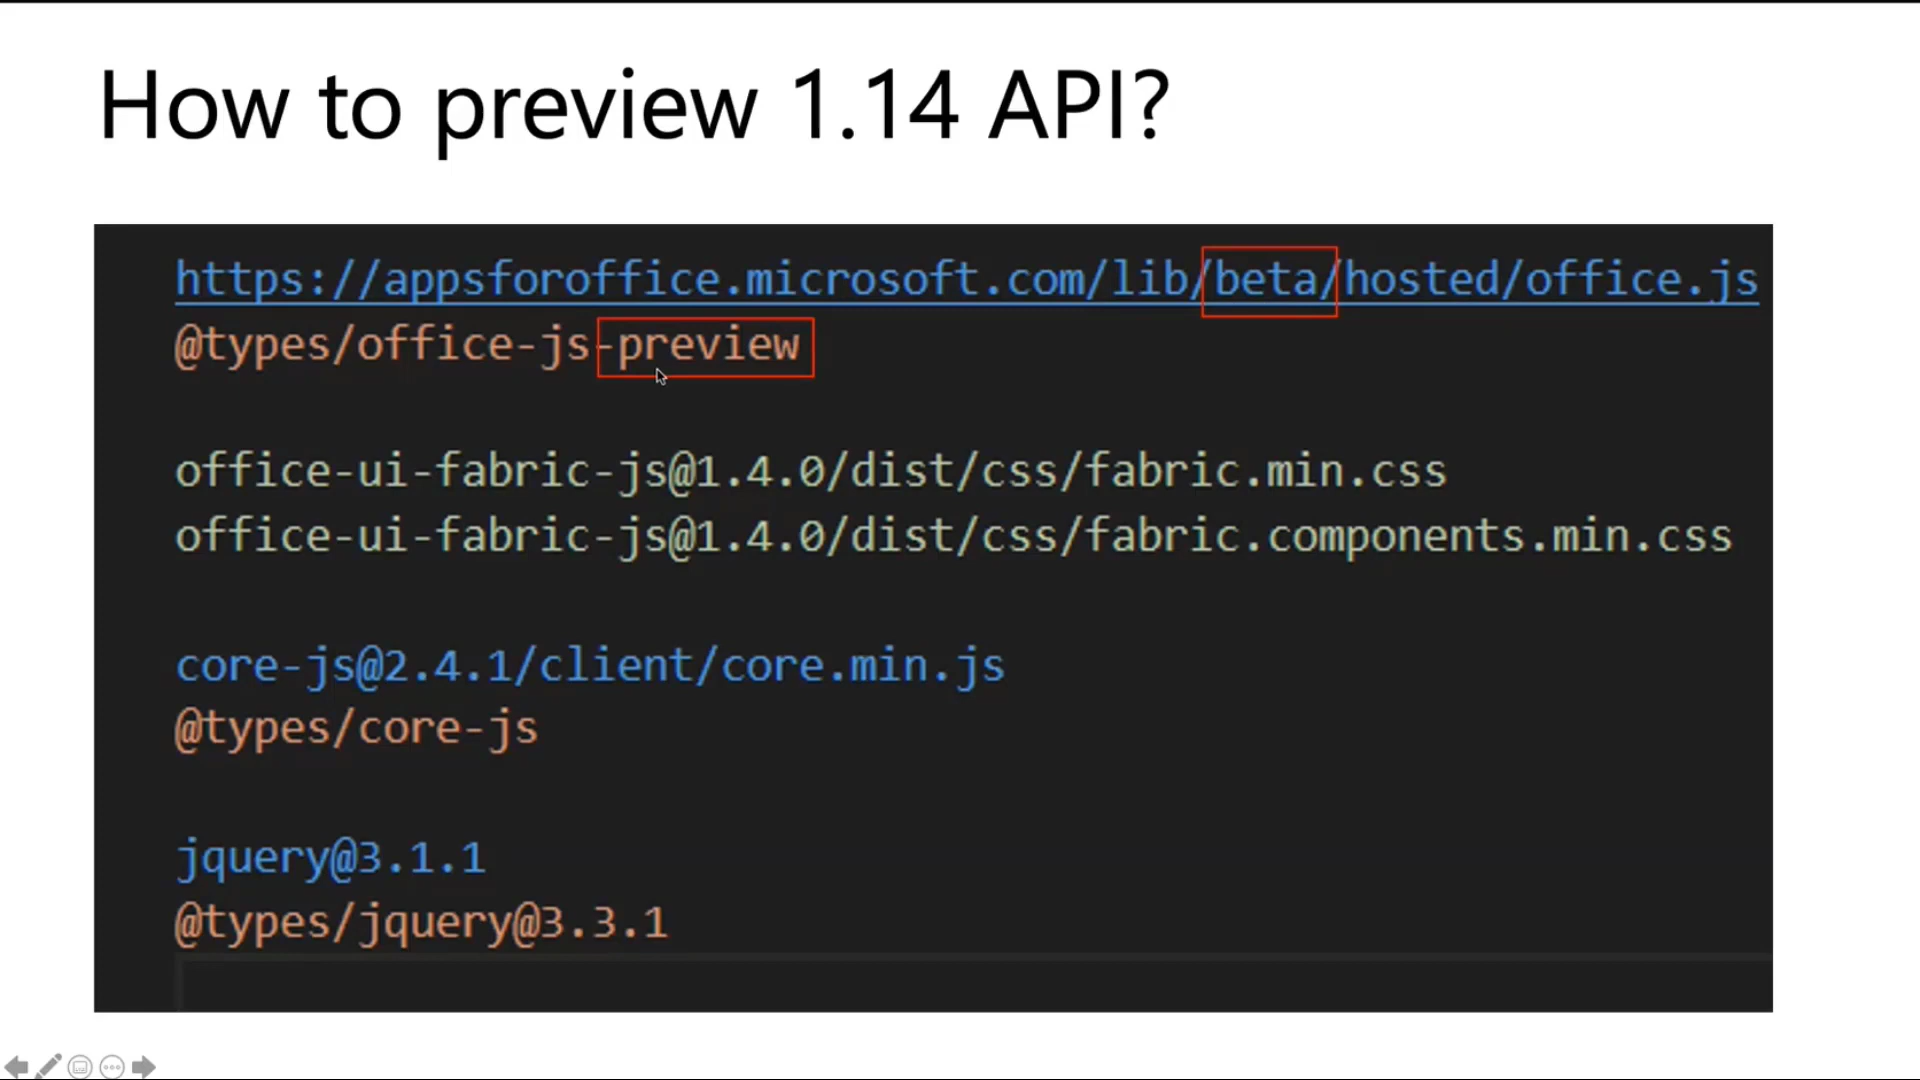 How to preview 1.14 API?
https://appsforoffice.microsoft.com/lib/beta/hosted/office.js
@types/office-js-preview
office-ui-fabric-js@1.4.0/dist/css/fabric.min.css
office-ui-fabric-js@1.4.0/dist/css/fabric.components.min.css
core-js@2.4.1/client/core.min.js
@types/core-js
jquery@3.1.1
@types/jquery@3.3.1